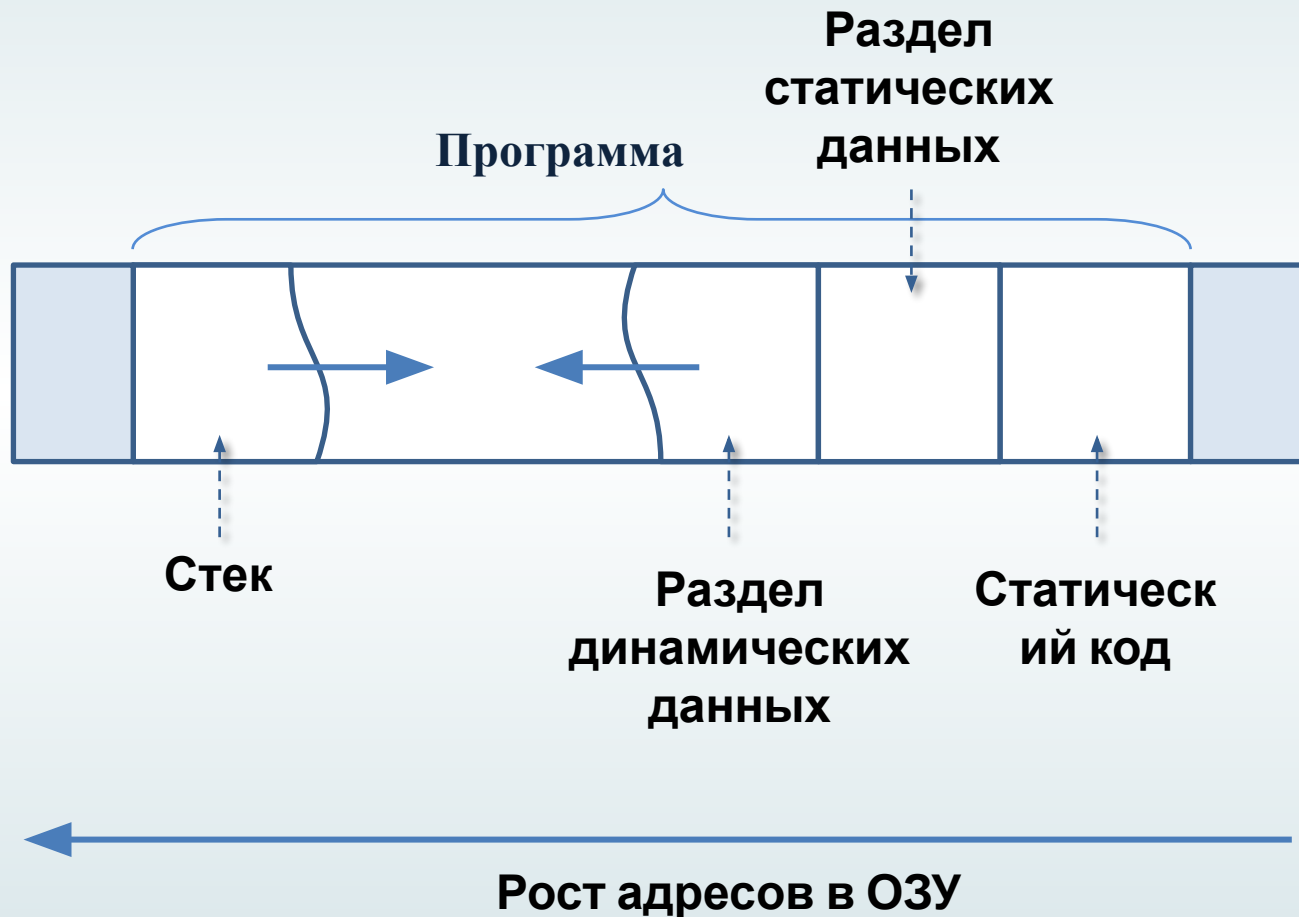 Раздел
статических
данных
Программа
Стек
Раздел
динамических
данных
Статическ
ий код
Рост адресов в ОЗУ